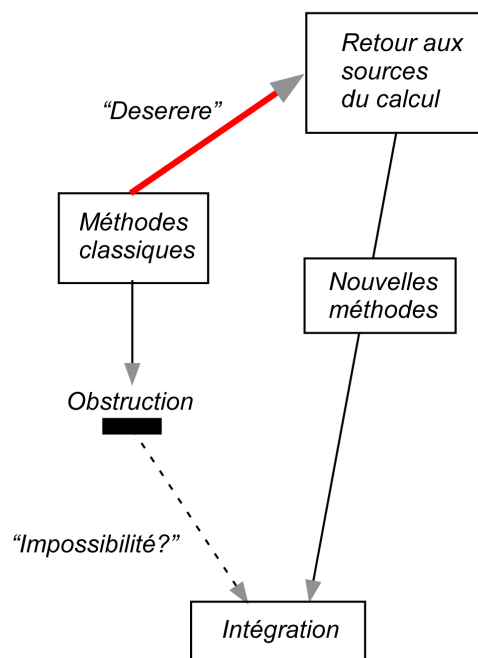 Retour aux
sources
du calcul
“Deserere”
Méthodes
classiques
Nouvelles
méthodes
Obstruction
“Impossibilité?”
Intégration